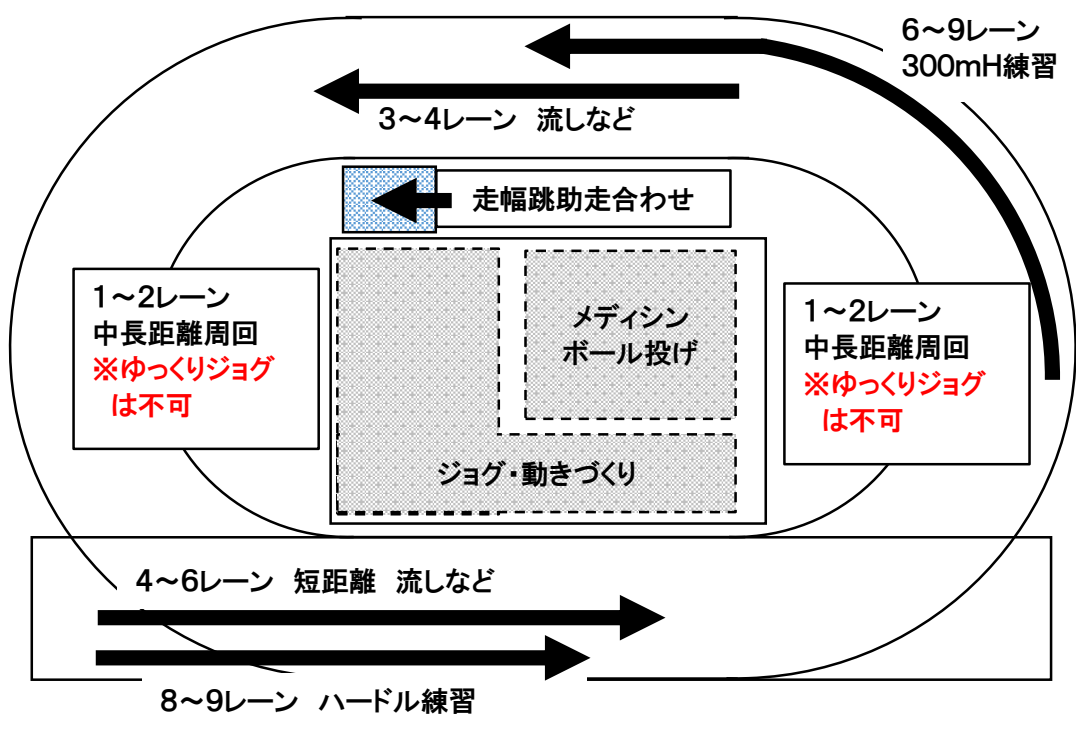 6～9レーン
300mH練習
3～4レーン　流しなど
走幅跳助走合わせ
1～2レーン
中長距離周回
※ゆっくりジョグ
は不可
メディシン
ボール投げ
1～2レーン
中長距離周回
※ゆっくりジョグ
は不可
ジョグ・動きづくり
4～6レーン　短距離　流しなど
8～9レーン　ハードル練習